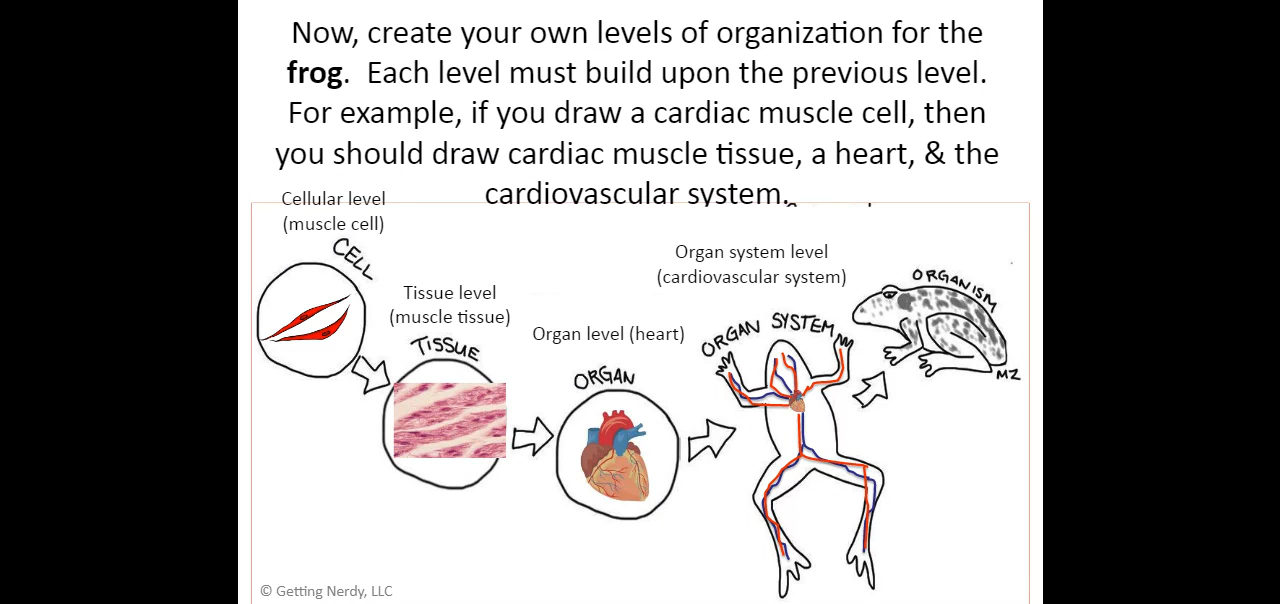 Now, create your own levels of organization for the
frog.  Each level must build upon the previous level.
For example, if you draw a cardiac muscle cell, then
you should draw cardiac muscle tissue, a heart, & the
cardiovascular system.
Cellular level
(muscle cell)
CELL
Tissue level
(muscle tissue)
TISSUE
Organ level (heart)
ORGAN
Organ system level
(cardiovascular system)
ORGAN SYSTEM
ORGANISM
MZ
© Getting Nerdy, LLC